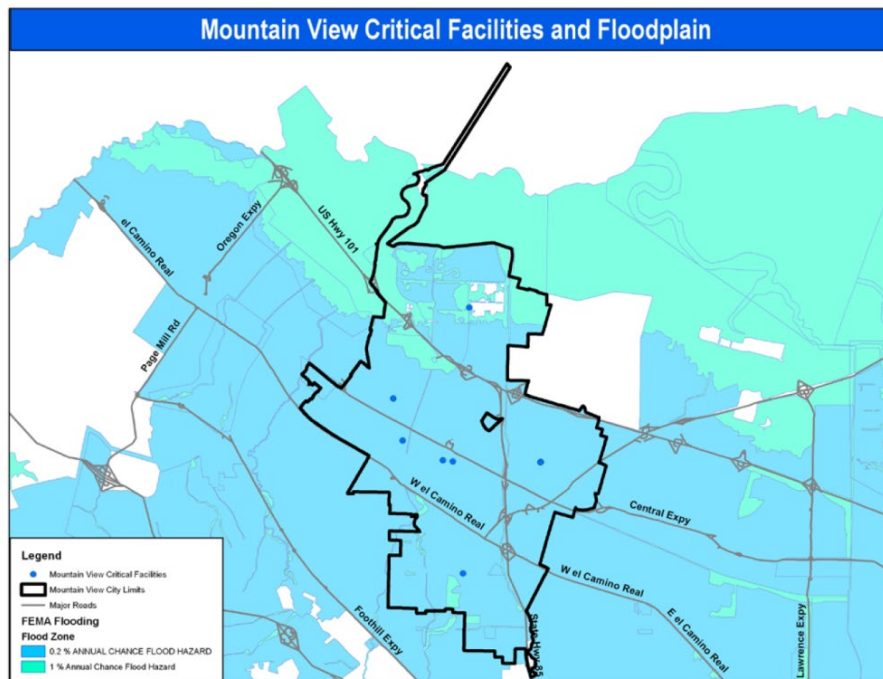 Mountain View Critical Facilities and Floodplain
el Camino Real
Oregon Expy
US Hwy 101
Page Mill Rd
W el Camino Real
Central Expy
W el Camino Real
E el Camino Real
Foothill Expy
State Hwy 85
Lawrence Expy
Legend
Mountain View Critical Facilities
Mountain View City Limits
Major Roads
FEMA Flooding
Flood Zone
0.2 % ANNUAL CHANCE FLOOD HAZARD
1 % Annual Chance Flood Hazard